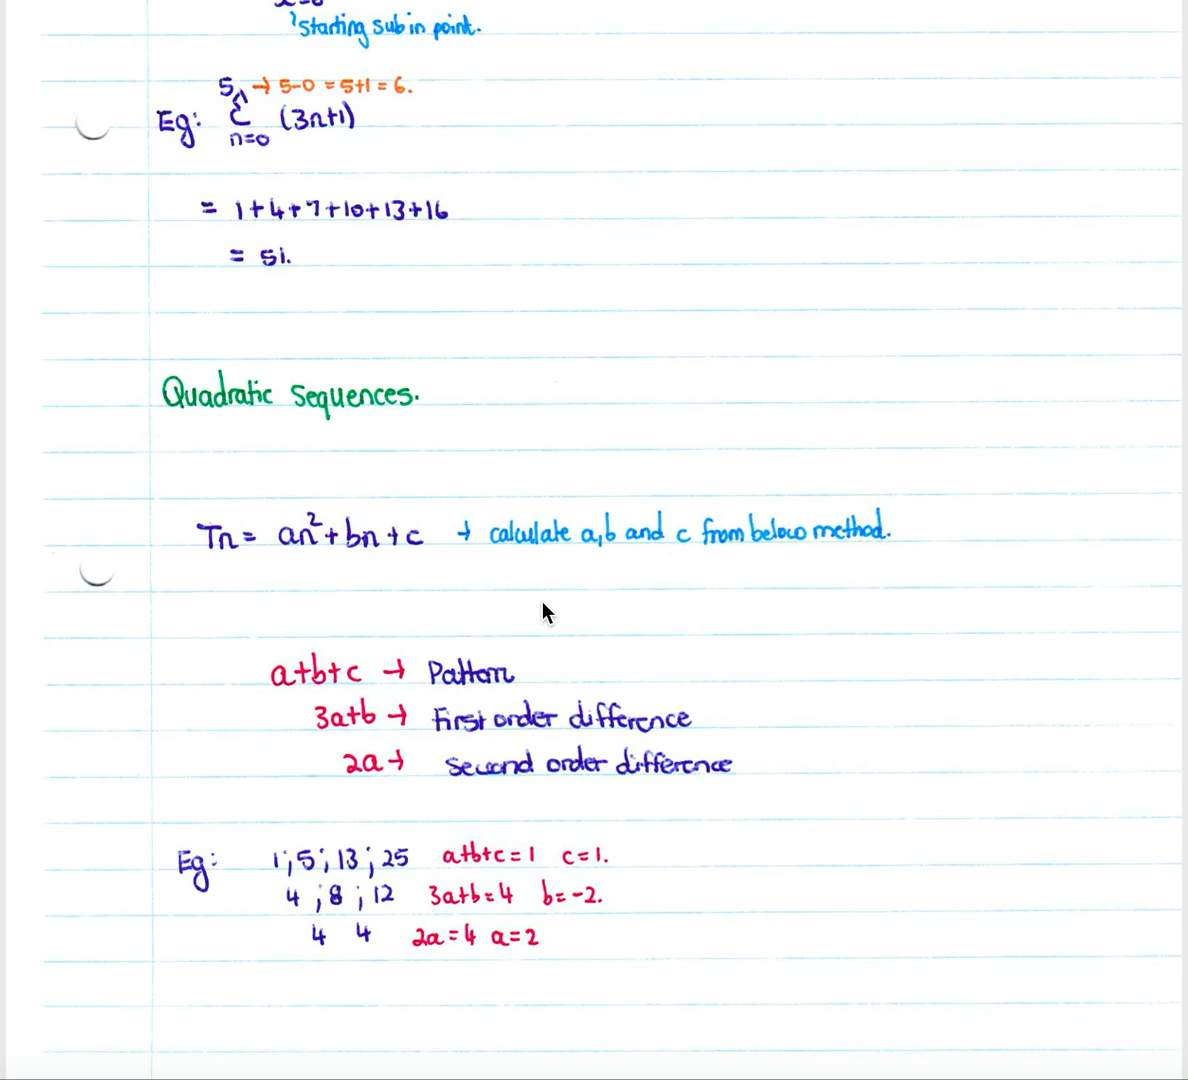 starting sub in point.
5 → 5-0 = 5+1 = 6.
Eg: Σ (3n+1)
n=0
= 1+4+7+10+13+16
= 51.
Quadratic Sequences.
Tn = an²+bn+c → calculate a,b and c from below method.
a+b+c → Pattern
3a+b → First order difference
2a → second order difference
Eg: 1;5;13;25 a+b+c=1 c=1.
4;8;12 3a+b=4 b=-2.
4 4 2a=4 a=2